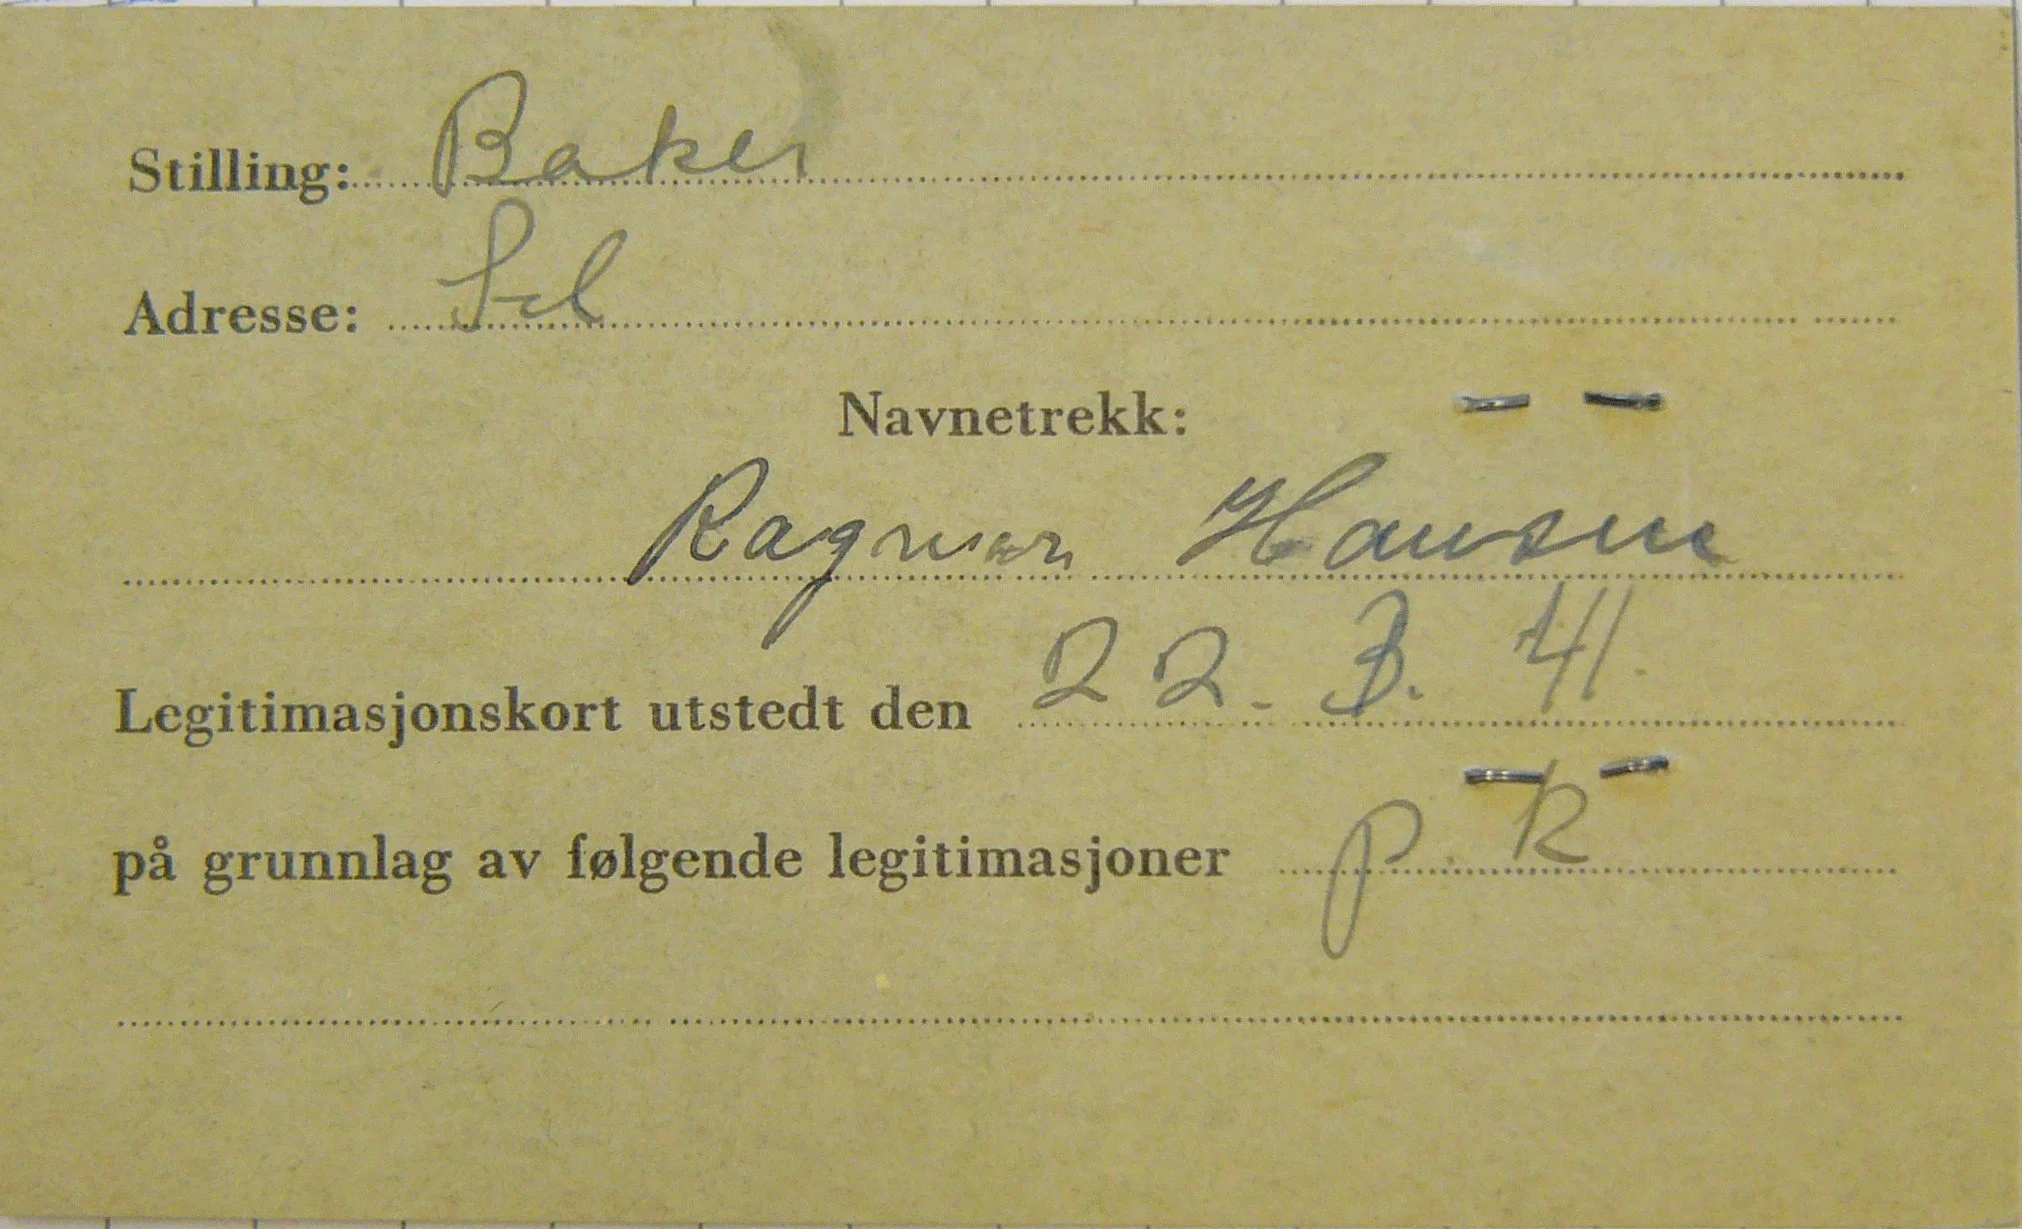 Stilling: Baker
Adresse: Sel
Navnetrekk:
Ragnar Hansen
Legitimasjonskort utstedt den 22. 3. 41.
på grunnlag av følgende legitimasjoner P. K